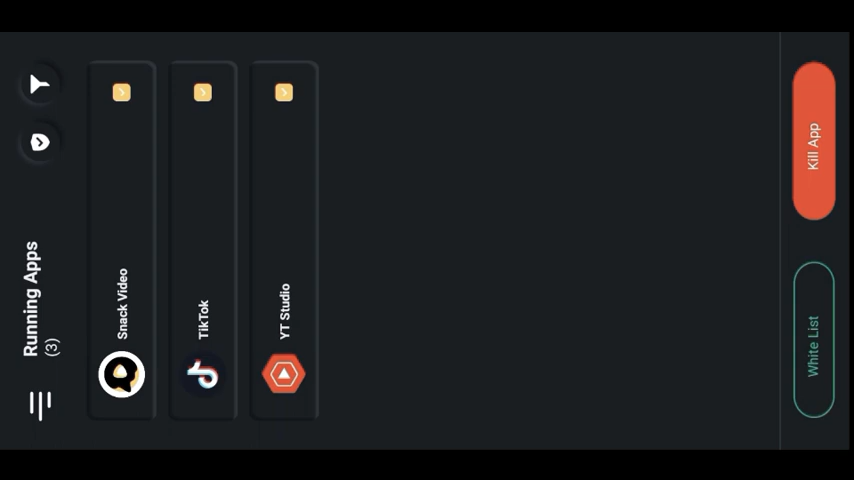 Running Apps
(3)
Snack Video
TikTok
YT Studio
White List
Kill App